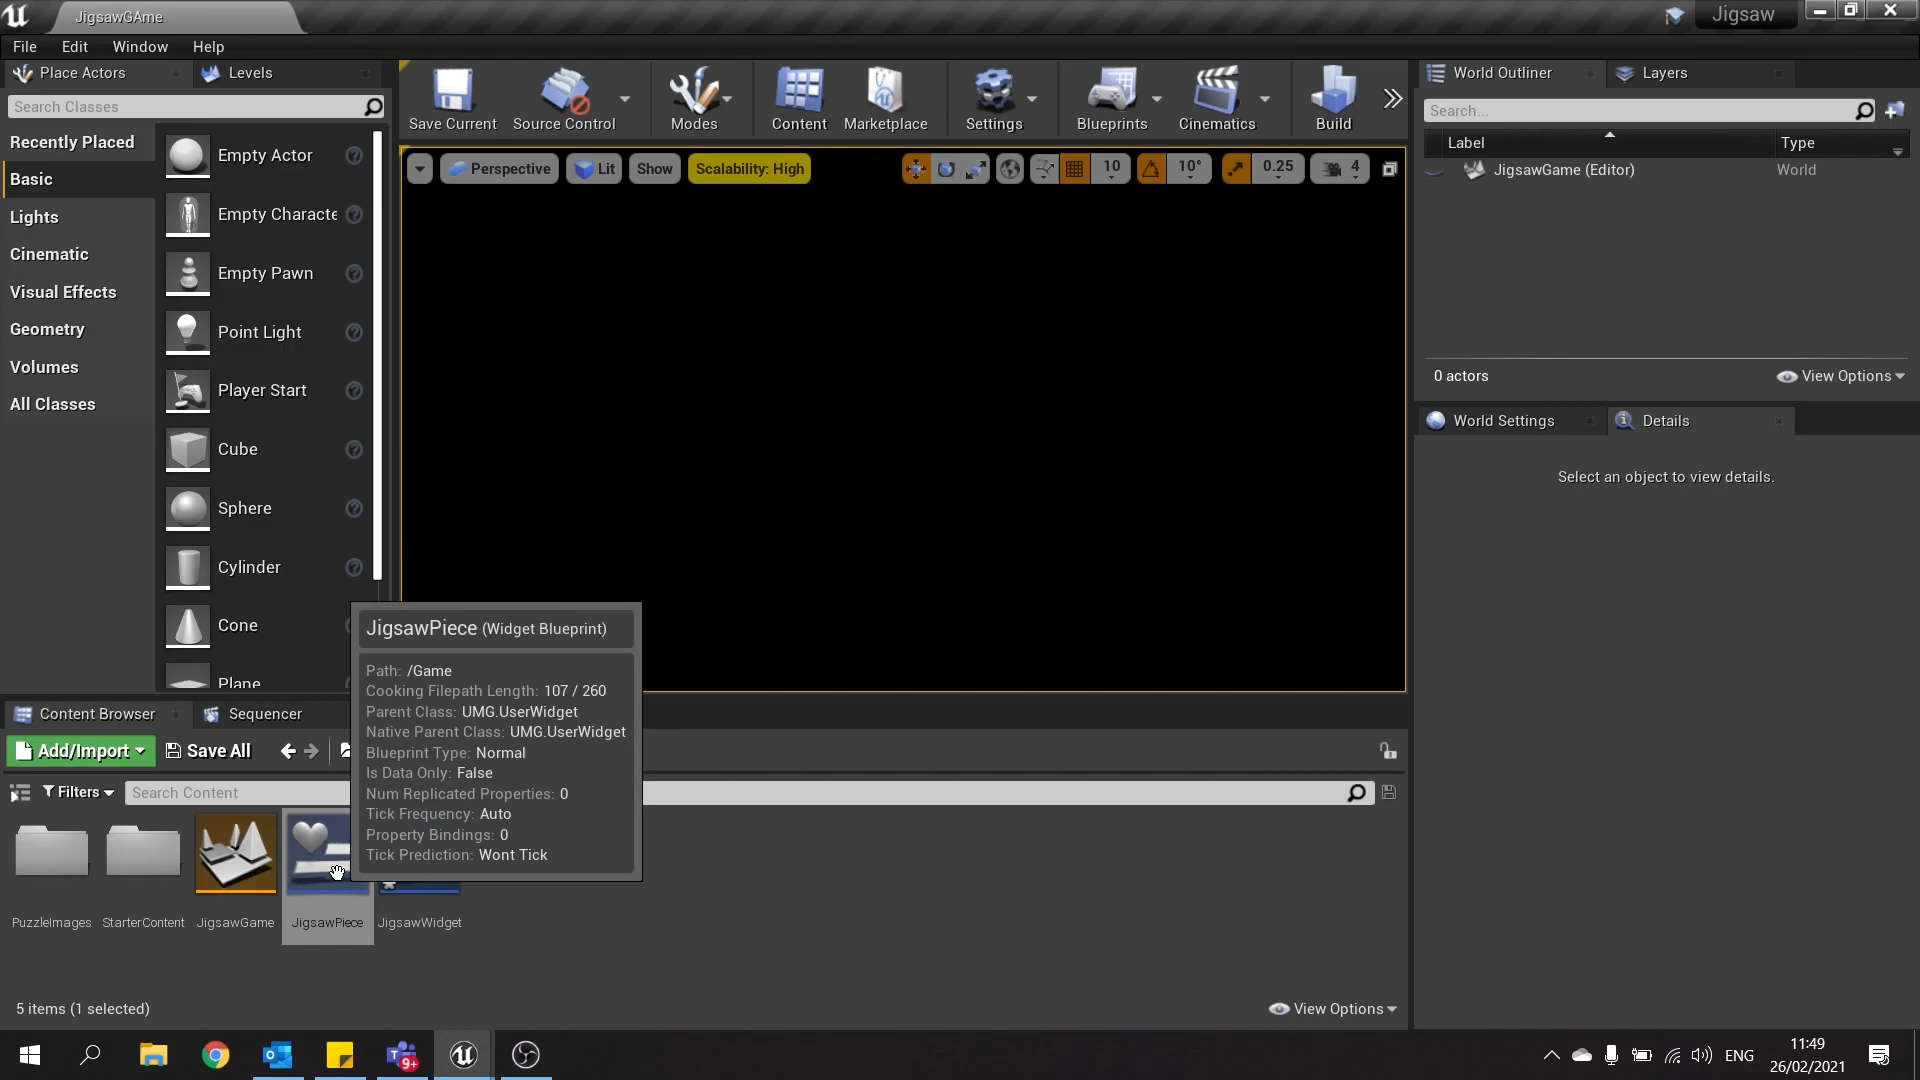 JigsawGAme
Jigsaw
File Edit Window Help
Place Actors Levels
Search Classes
Recently Placed
Basic
Lights
Cinematic
Visual Effects
Geometry
Volumes
All Classes
Empty Actor
Empty Characte
Empty Pawn
Point Light
Player Start
Cube
Sphere
Cylinder
Cone
Plane
Save Current Source Control Modes Content Marketplace Settings Blueprints Cinematics Build
Perspective Lit Show Scalability: High 10 10° 0.25 4
World Outliner Layers
Search...
Label Type
JigsawGame (Editor) World
0 actors View Options
World Settings Details
Select an object to view details.
JigsawPiece (Widget Blueprint)
Path: /Game
Cooking Filepath Length: 107 / 260
Parent Class: UMG.UserWidget
Native Parent Class: UMG.UserWidget
Blueprint Type: Normal
Is Data Only: False
Num Replicated Properties: 0
Tick Frequency: Auto
Property Bindings: 0
Tick Prediction: Wont Tick
Content Browser Sequencer
Add/Import Save All
Filters Search Content
PuzzleImages StarterContent JigsawGame JigsawPiece JigsawWidget
5 items (1 selected) View Options
9+
ENG
11:49
26/02/2021